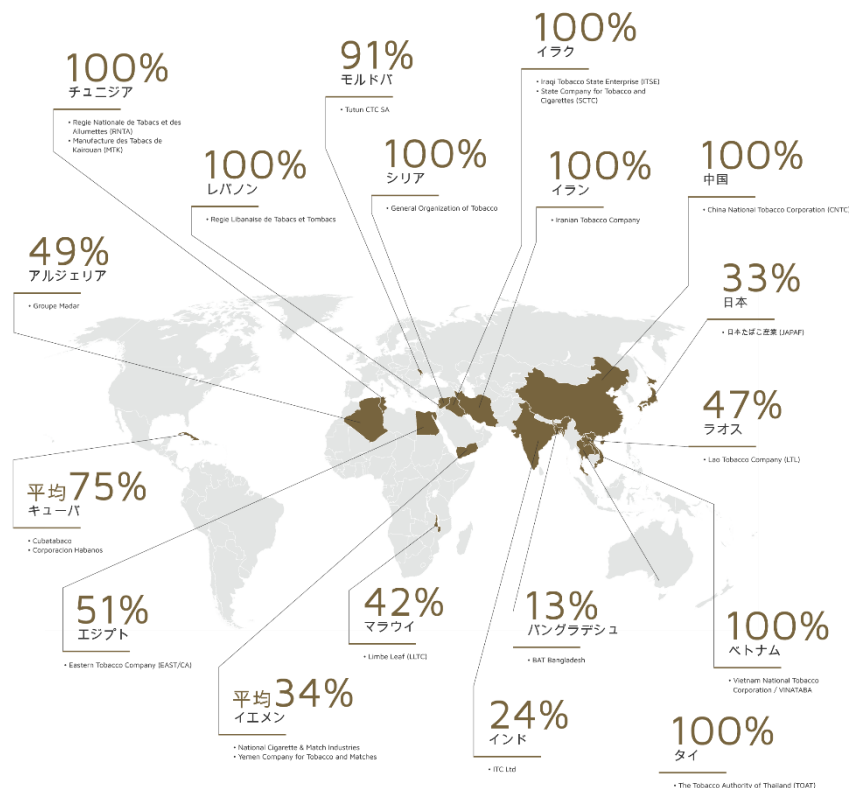 100%
チュニジア
• Regie Nationale de Tabacs et des
Allumettes (RNTA)
• Manufacture des Tabacs de
Kairouan (MTK)
91%
モルドバ
• Tutun CTC SA
100%
イラク
• Iraqi Tobacco State Enterprise (ITSE)
• State Company for Tobacco and
Cigarettes (SCTC)
100%
レバノン
• Regie Libanaise de Tabacs et Tombacs
100%
シリア
• General Organization of Tobacco
100%
イラン
• Iranian Tobacco Company
100%
中国
• China National Tobacco Corporation (CNTC)
49%
アルジェリア
• Groupe Madar
33%
日本
• 日本たばこ産業 (JAPAF)
47%
ラオス
• Lao Tobacco Company (LTL)
平均75%
キューバ
• Cubatabaco
• Corporacion Habanos
51%
エジプト
• Eastern Tobacco Company (EAST/CA)
42%
マラウイ
• Limbe Leaf (LLTC)
13%
バングラデシュ
• BAT Bangladesh
100%
ベトナム
• Vietnam National Tobacco
Corporation / VINATABA
平均34%
イエメン
• National Cigarette & Match Industries
• Yemen Company for Tobacco and Matches
24%
インド
• ITC Ltd
100%
タイ
• The Tobacco Authority of Thailand (TOAT)